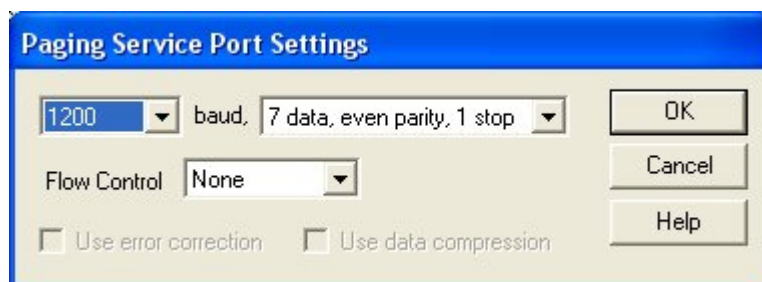 Paging Service Port Settings
1200 baud, 7 data, even parity, 1 stop OK
Flow Control None Cancel
Use error correction Use data compression Help